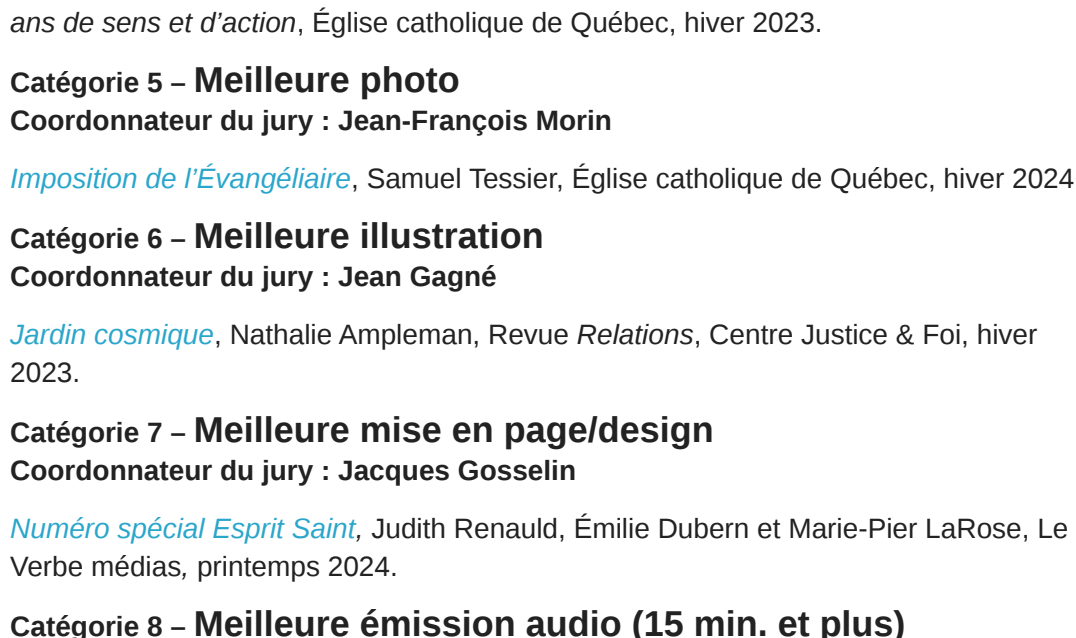 ans de sens et d'action, Église catholique de Québec, hiver 2023.
Catégorie 5 – Meilleure photo
Coordonnateur du jury : Jean-François Morin
Imposition de l'Évangéliaire, Samuel Tessier, Église catholique de Québec, hiver 2024
Catégorie 6 – Meilleure illustration
Coordonnateur du jury : Jean Gagné
Jardin cosmique, Nathalie Ampleman, Revue Relations, Centre Justice & Foi, hiver
2023.
Catégorie 7 – Meilleure mise en page/design
Coordonnateur du jury : Jacques Gosselin
Numéro spécial Esprit Saint, Judith Renauld, Émilie Dubern et Marie-Pier LaRose, Le
Verbe médias, printemps 2024.
Catégorie 8 – Meilleure émission audio (15 min. et plus)